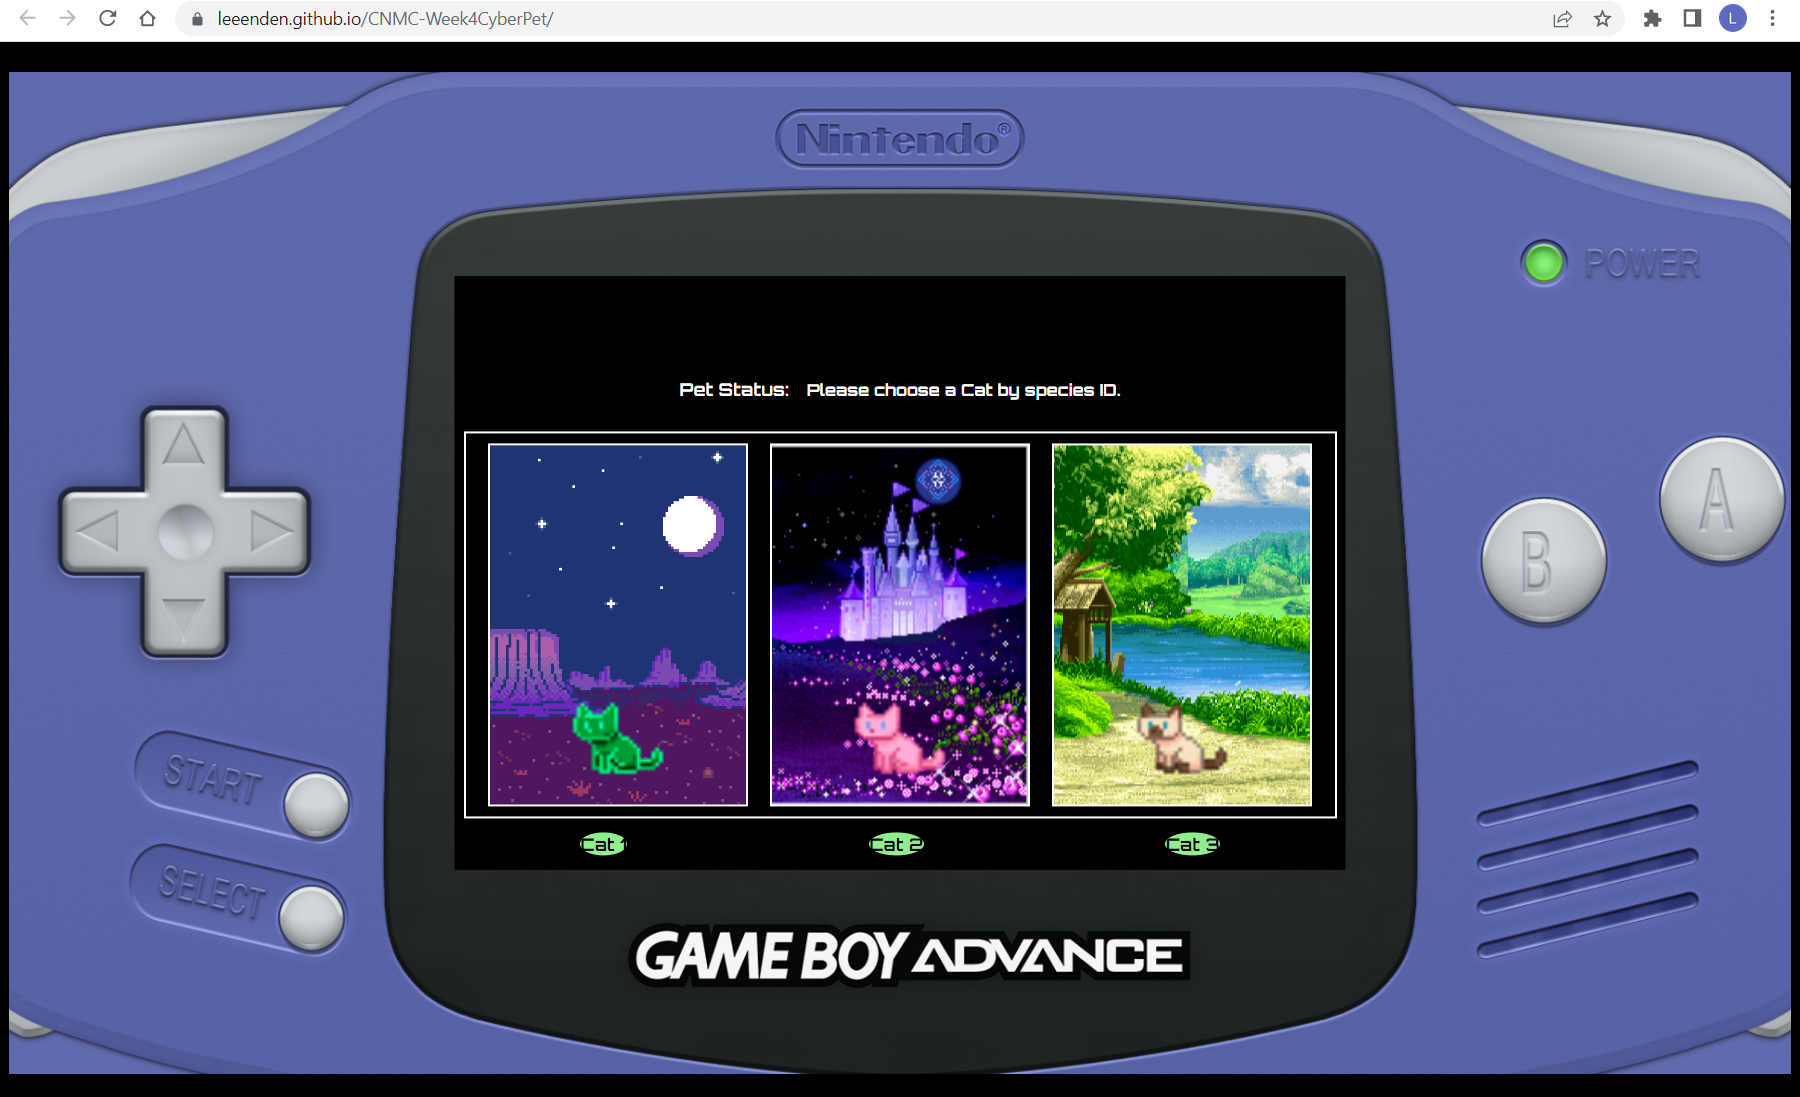 leeenden.github.io/CNMC-Week4CyberPet/
L
Nintendo®
POWER
Pet Status: Please choose a Cat by species ID.
A
B
START
SELECT
Cat 1
Cat 2
Cat 3
GAME BOY ADVANCE